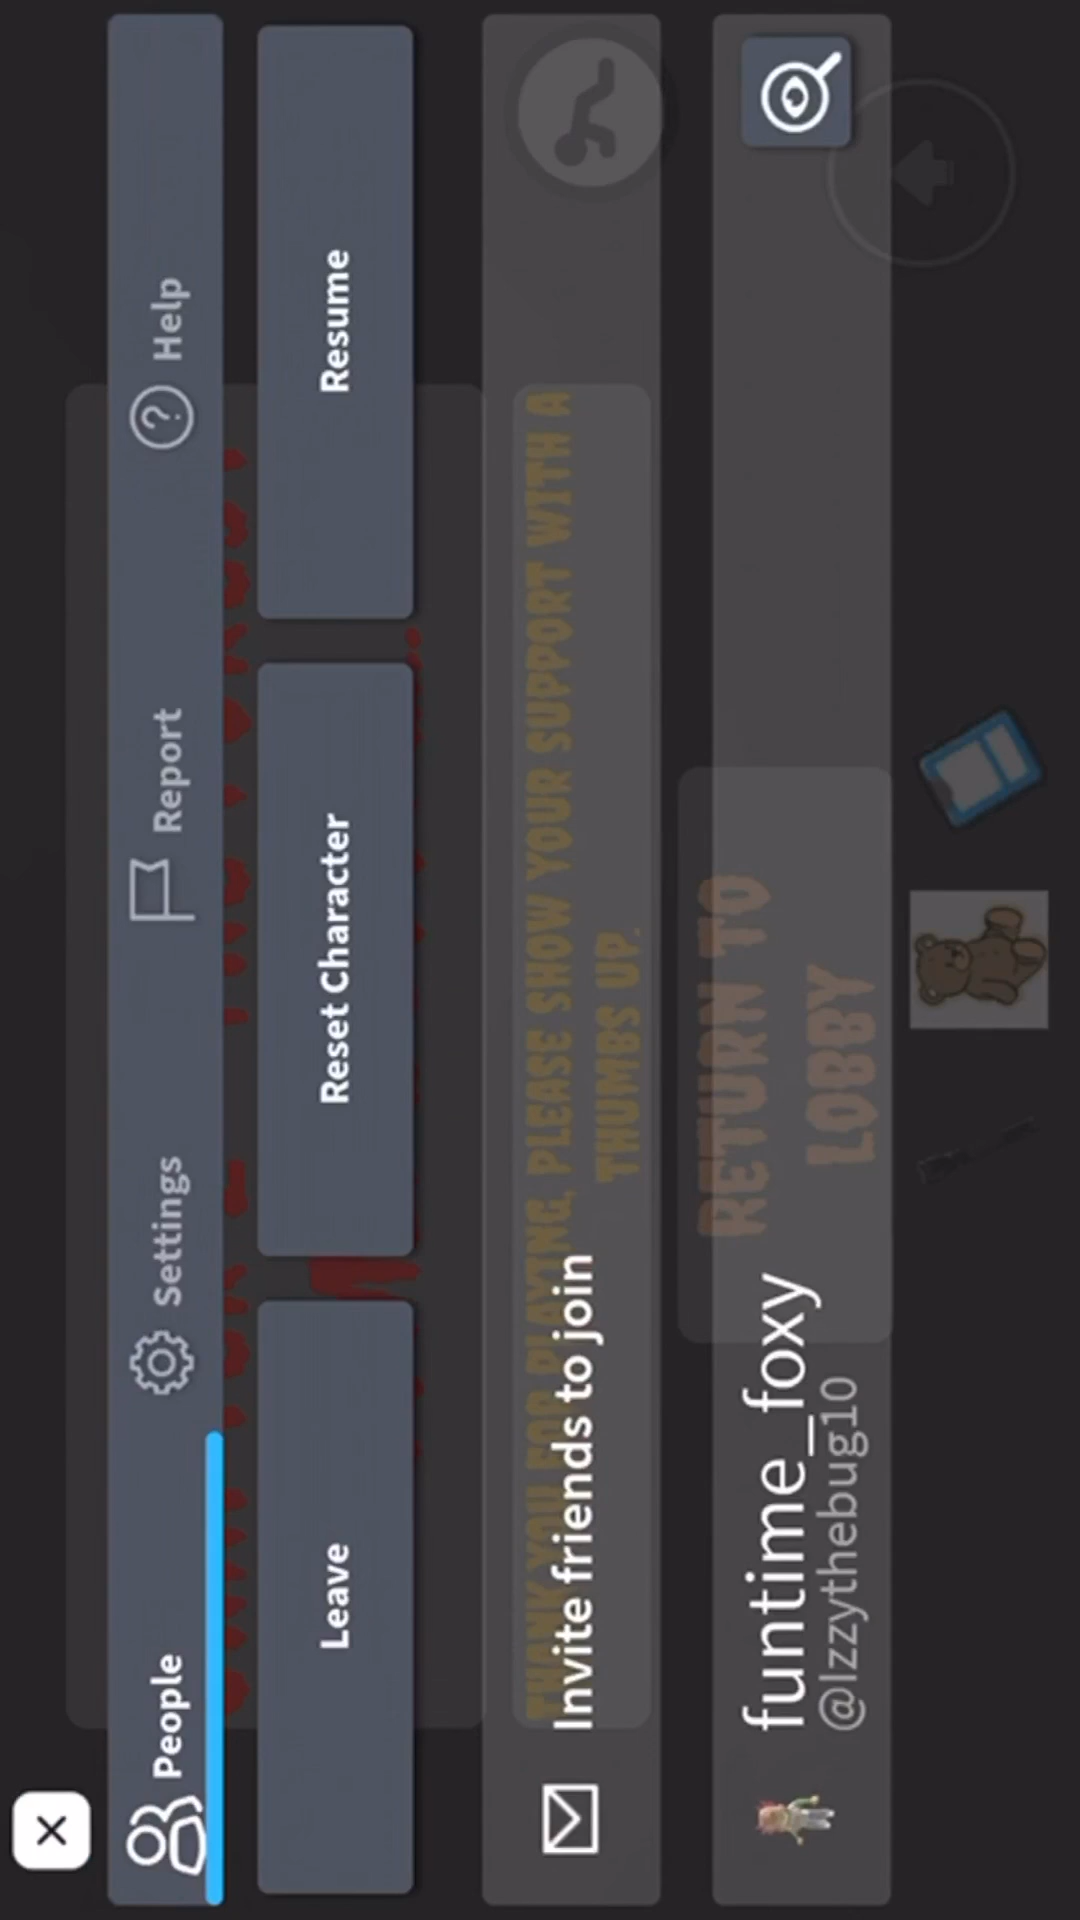 People
Settings
Report
Help
Leave
Reset Character
Resume
THANK YOU FOR PLAYING, PLEASE SHOW YOUR SUPPORT WITH A
THUMBS UP.
Invite friends to join
RETURN TO
LOBBY
funtime_foxy
@Izzythebug10